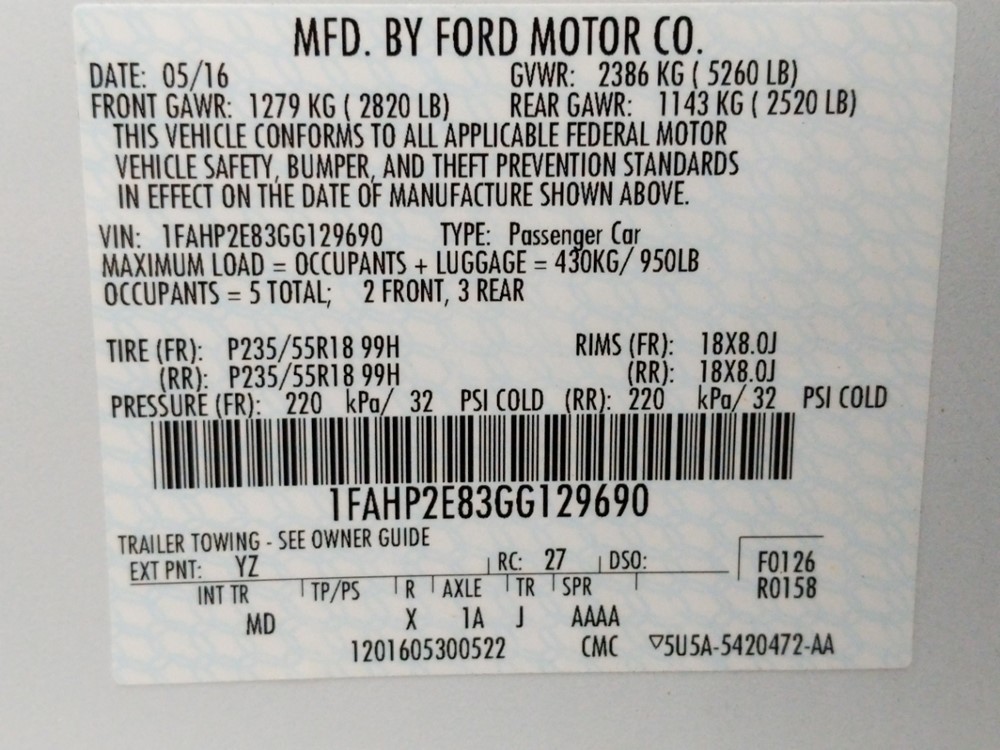 MFD. BY FORD MOTOR CO.
DATE: 05/16 GVWR: 2386 KG ( 5260 LB)
FRONT GAWR: 1279 KG ( 2820 LB) REAR GAWR: 1143 KG ( 2520 LB)
THIS VEHICLE CONFORMS TO ALL APPLICABLE FEDERAL MOTOR
VEHICLE SAFETY, BUMPER, AND THEFT PREVENTION STANDARDS
IN EFFECT ON THE DATE OF MANUFACTURE SHOWN ABOVE.
VIN: 1FAHP2E83GG129690 TYPE: Passenger Car
MAXIMUM LOAD = OCCUPANTS + LUGGAGE = 430KG/ 950LB
OCCUPANTS = 5 TOTAL; 2 FRONT, 3 REAR
TIRE (FR): P235/55R18 99H RIMS (FR): 18X8.0J
(RR): P235/55R18 99H (RR): 18X8.0J
PRESSURE (FR): 220 kPa/ 32 PSI COLD (RR): 220 kPa/ 32 PSI COLD
1FAHP2E83GG129690
TRAILER TOWING - SEE OWNER GUIDE
EXT PNT: YZ RC: 27 DSO: F0126
INT TR TP/PS R AXLE TR SPR R0158
MD X 1A J AAAA
1201605300522 CMC ▽5U5A-5420472-AA